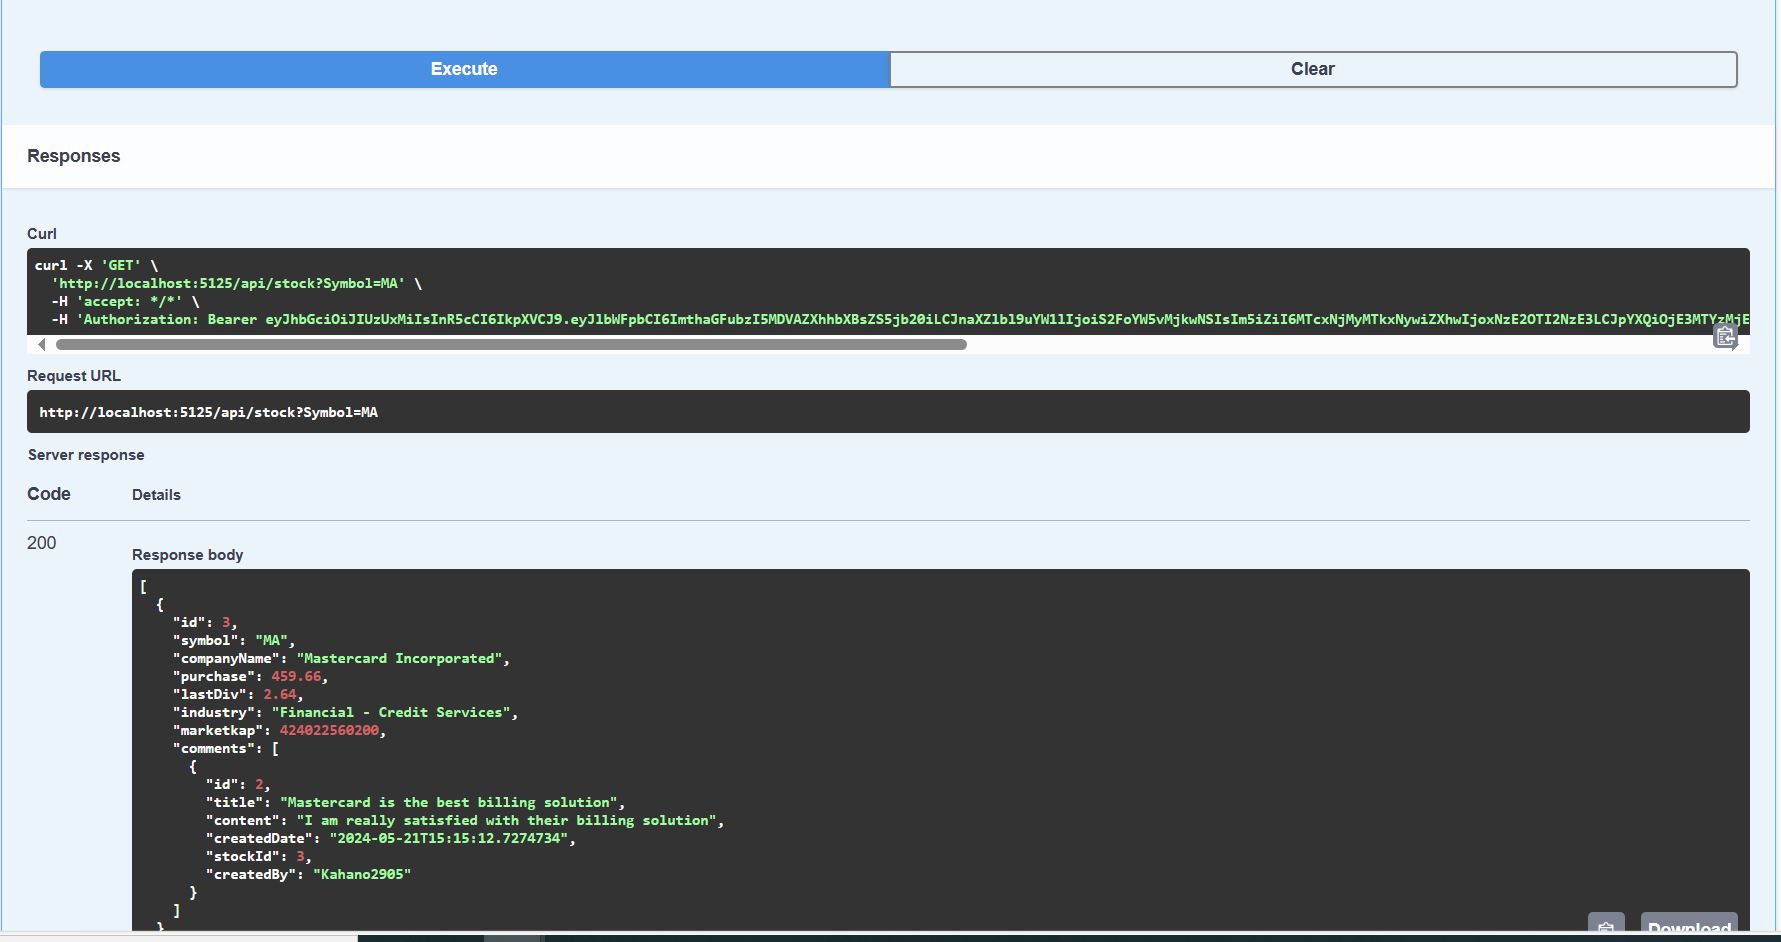 Execute
Clear
Responses
Curl
curl -X 'GET' \
'http://localhost:5125/api/stock?Symbol=MA' \
-H 'accept: */*' \
-H 'Authorization: Bearer
Request URL
http://localhost:5125/api/stock?Symbol=MA
Server response
Code Details
200
Response body
[
{
"id": 3,
"symbol": "MA",
"companyName": "Mastercard Incorporated",
"purchase": 459.66,
"lastDiv": 2.64,
"industry": "Financial - Credit Services",
"marketkap": 424022560200,
"comments": [
{
"id": 2,
"title": "Mastercard is the best billing solution",
"content": "I am really satisfied with their billing solution",
"createdDate": "2024-05-21T15:15:12.7274734",
"stockId": 3,
"createdBy": "Kahano2905"
}
]
}
Download